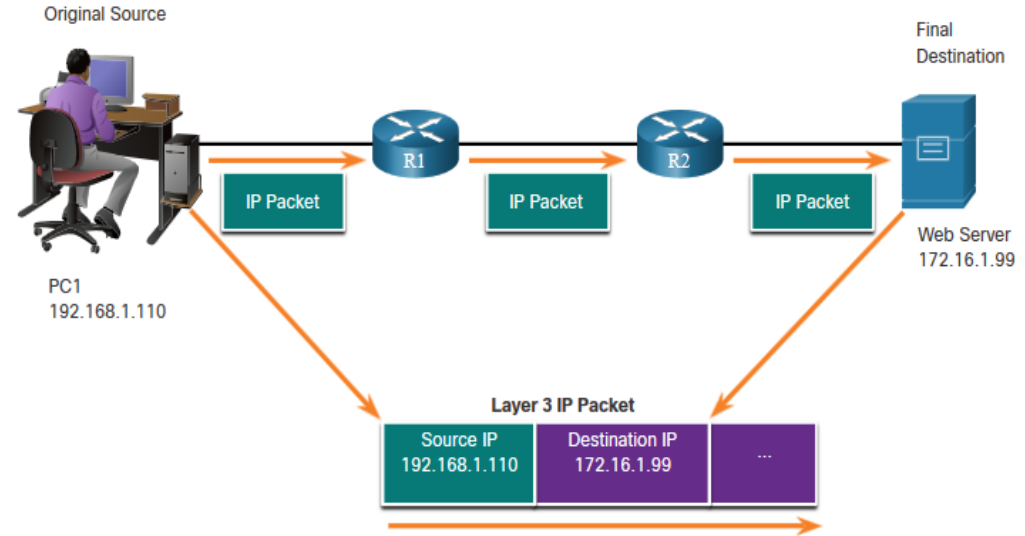 Original Source
Final
Destination
R1
R2
IP Packet
IP Packet
IP Packet
Web Server
172.16.1.99
PC1
192.168.1.110
Layer 3 IP Packet
Source IP
192.168.1.110
Destination IP
172.16.1.99
...